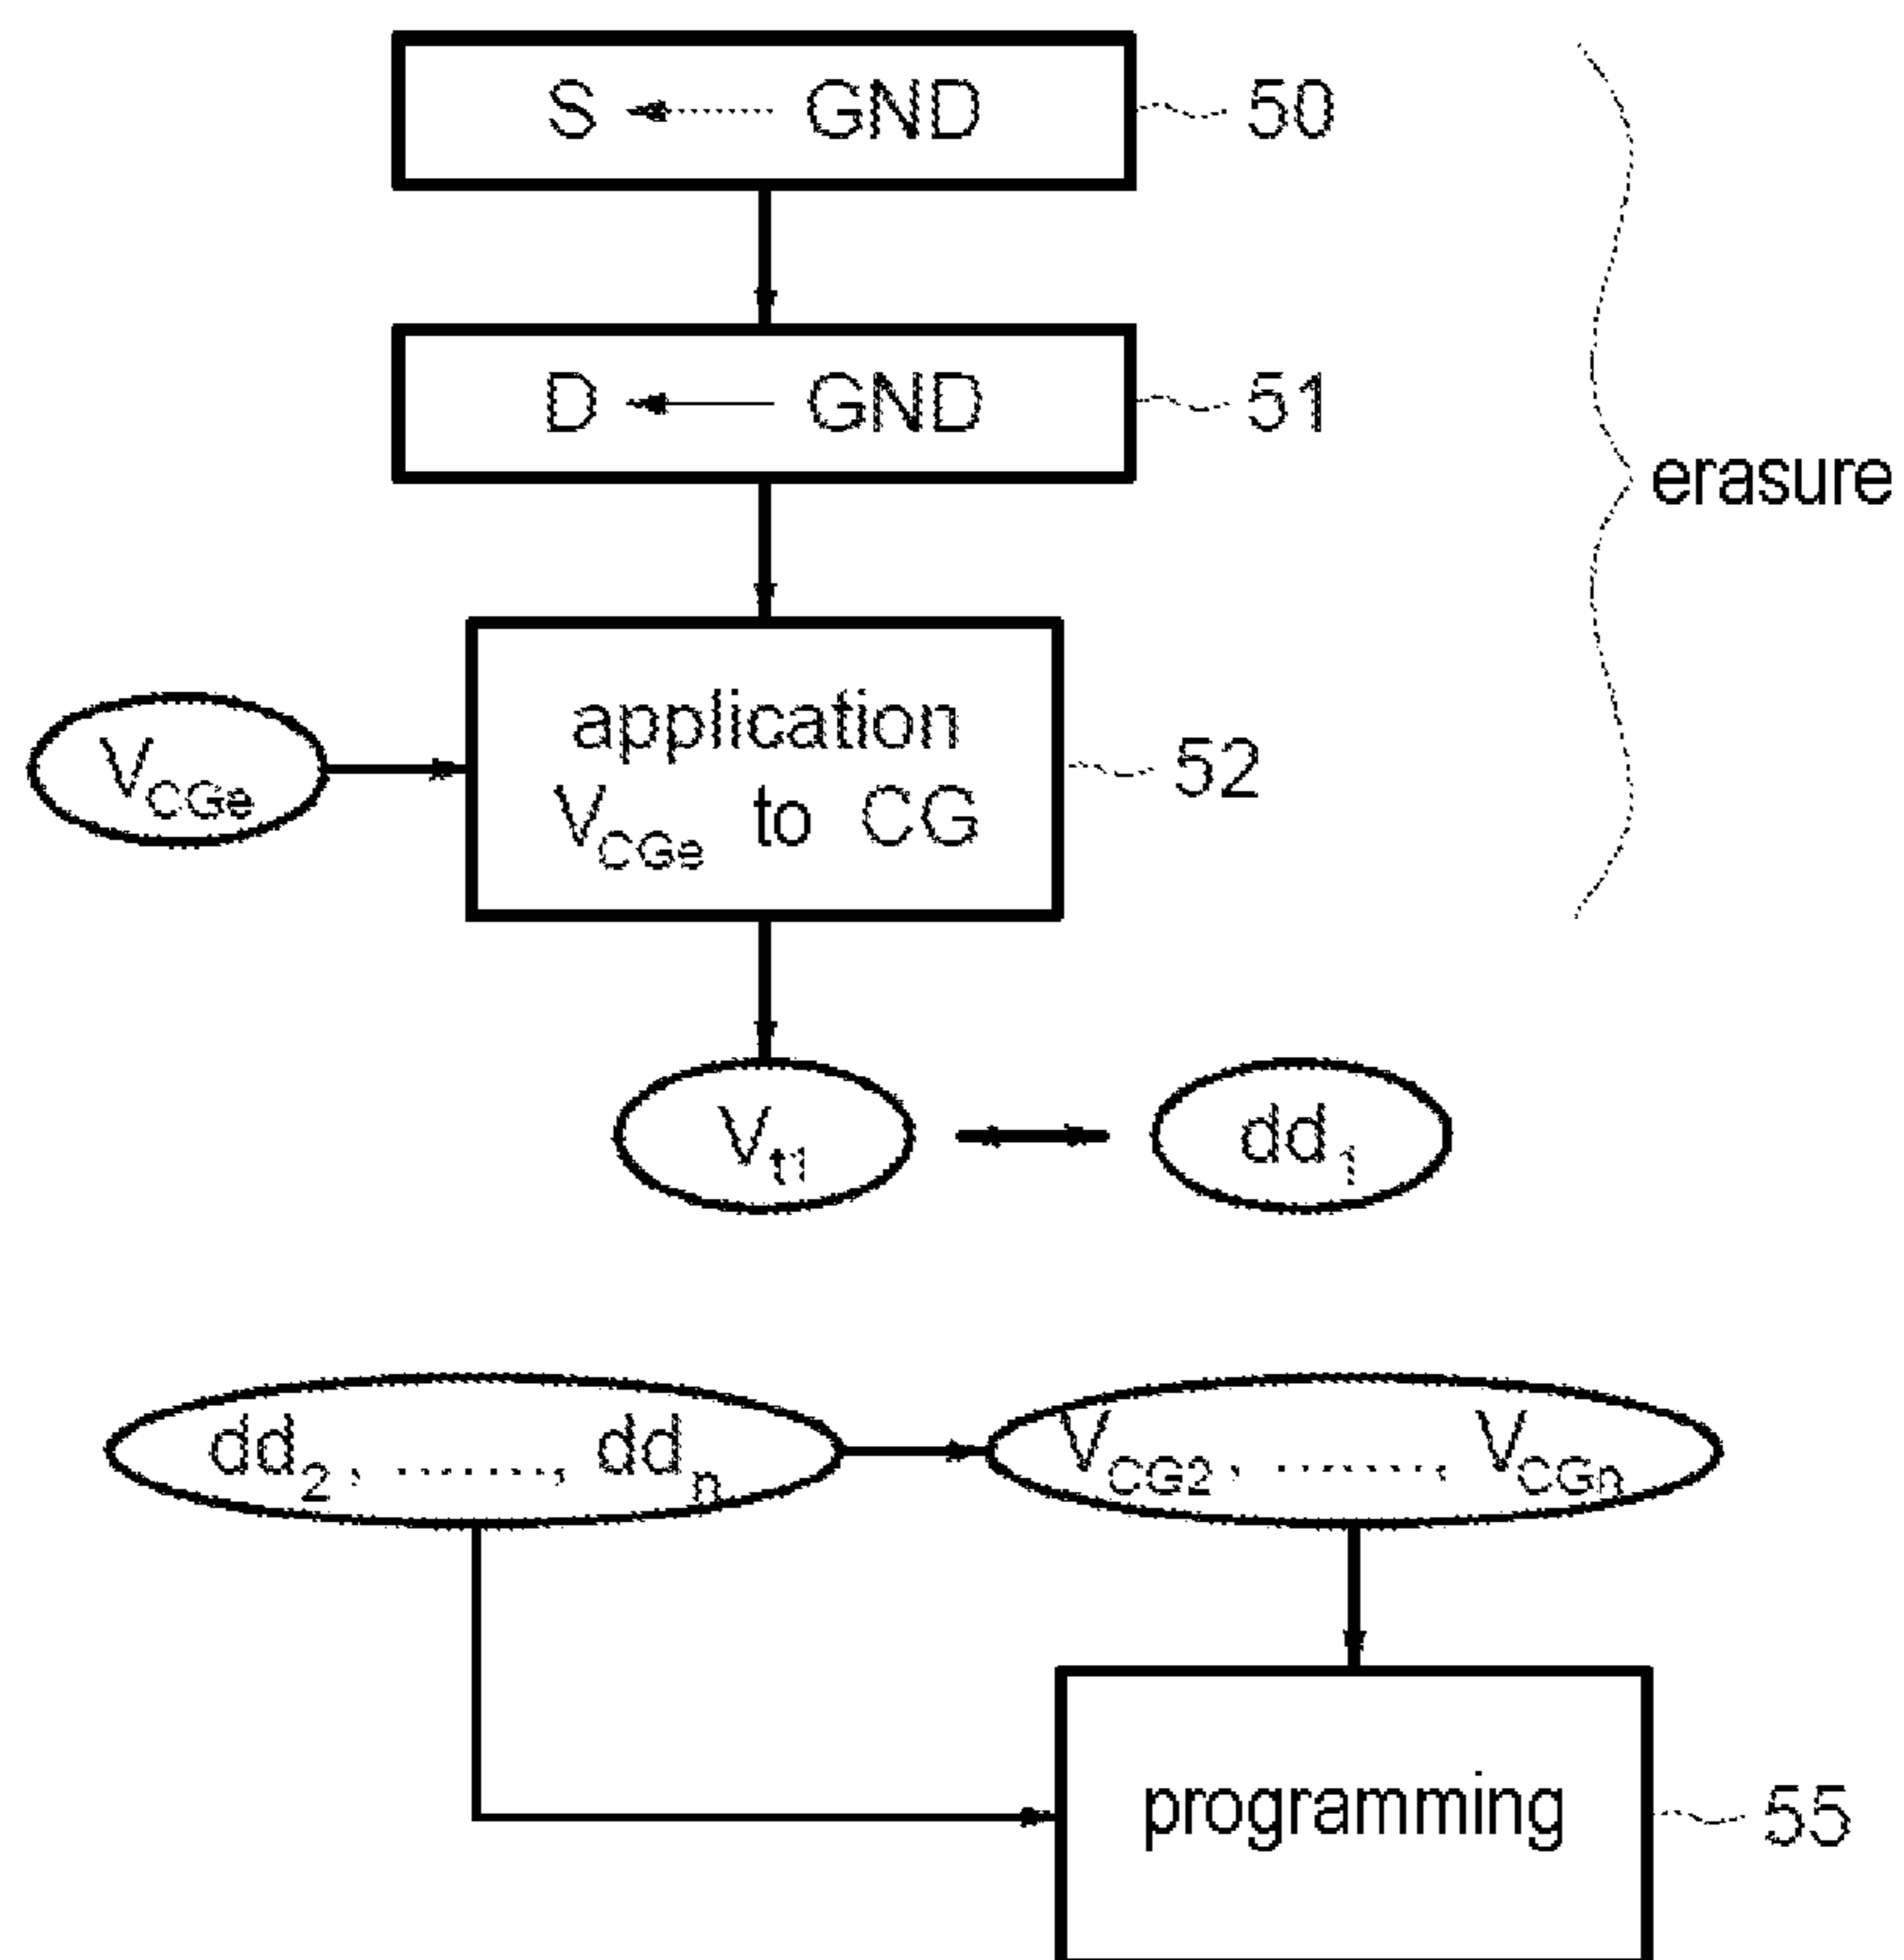 S ← GND 50
D ← GND 51
erasure
application
V_CGe to CG
V_CGe
52
V_t1
dd_1
dd_2, ........, dd_n
V_CG2, ........, V_CGn
programming
55